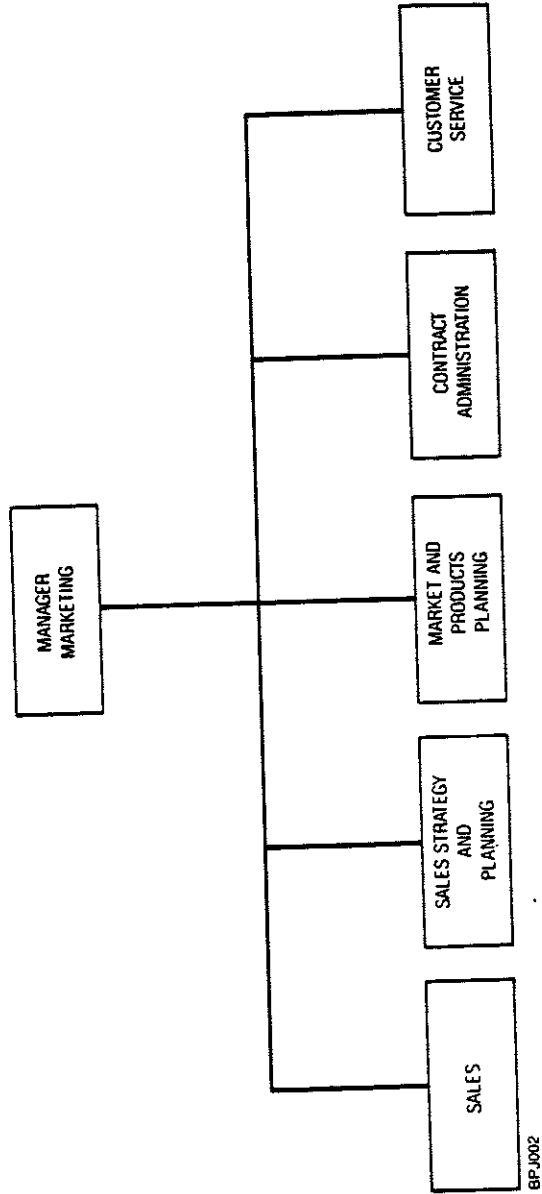 MANAGER
MARKETING
SALES
SALES STRATEGY
AND
PLANNING
MARKET AND
PRODUCTS
PLANNING
CONTRACT
ADMINISTRATION
CUSTOMER
SERVICE
BPJ002